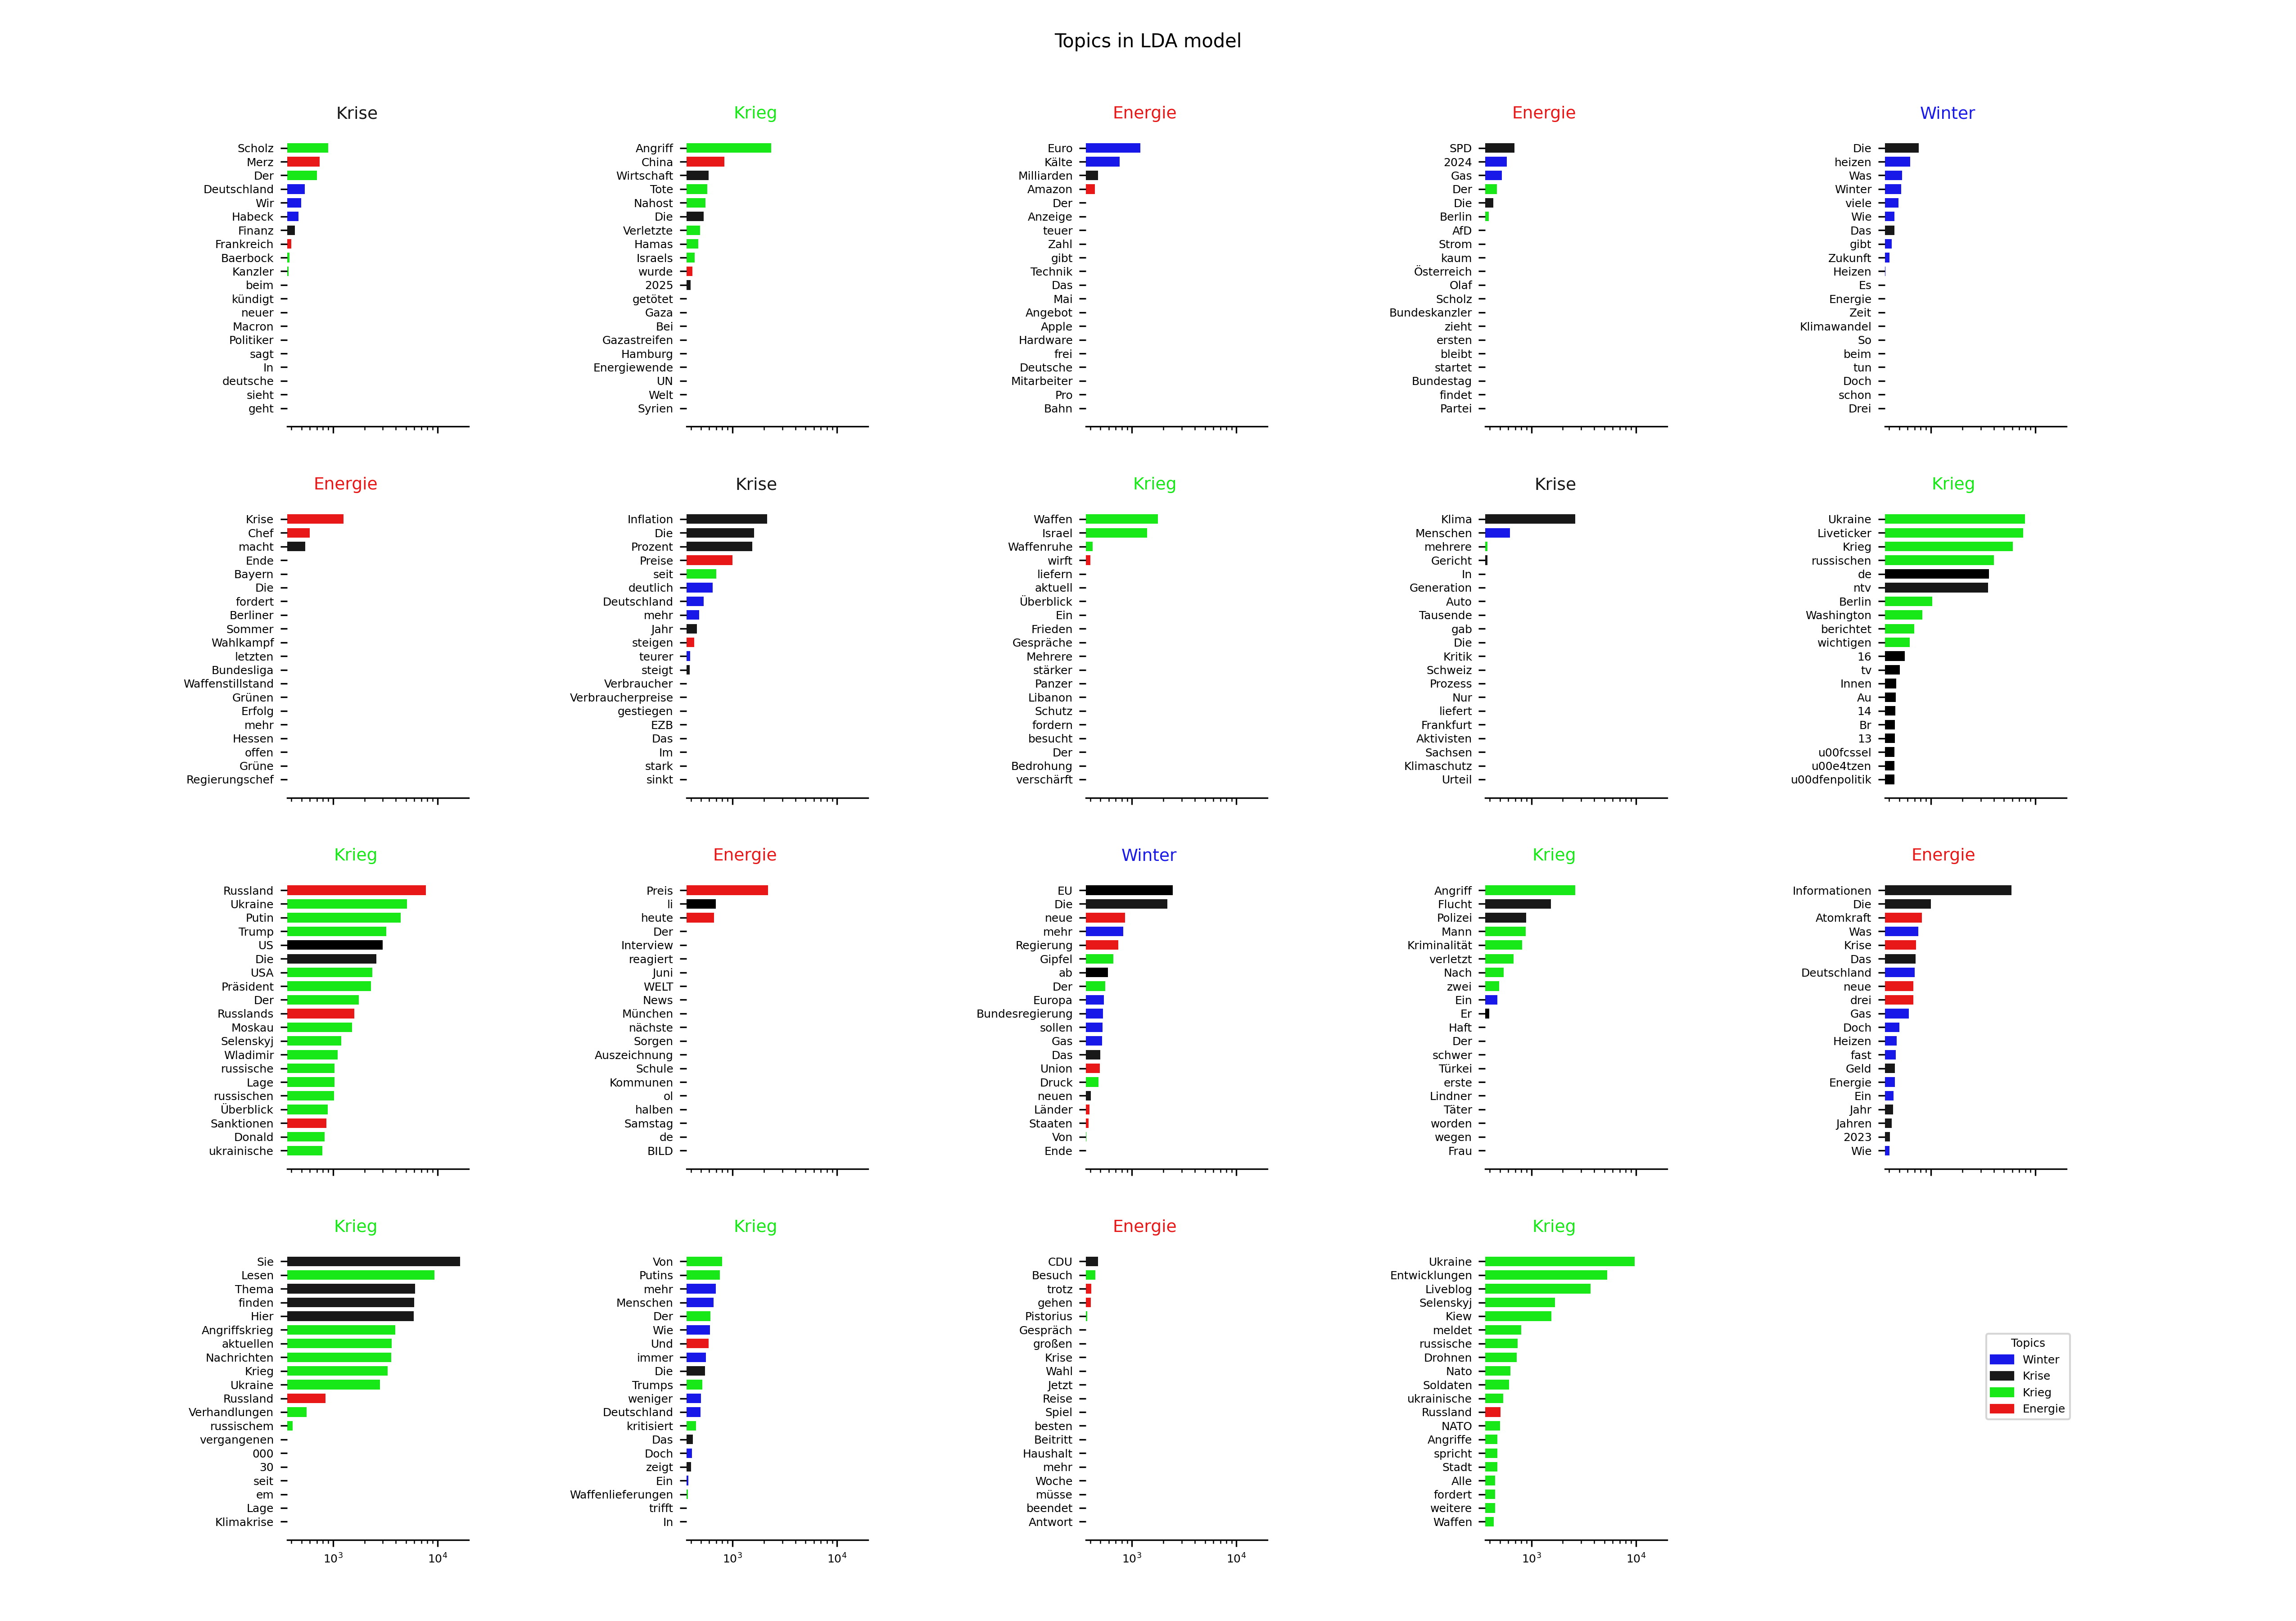 Topics in LDA model
Krise
Scholz
Merz
Der
Deutschland
Wir
Habeck
Finanz
Frankreich
Baerbock
Kanzler
beim
kündigt
neuer
Macron
Politiker
sagt
In
deutsche
sieht
geht
Krieg
Angriff
China
Wirtschaft
Tote
Nahost
Die
Verletzte
Hamas
Israels
wurde
2025
getötet
Gaza
Bei
Gazastreifen
Hamburg
Energiewende
UN
Welt
Syrien
Energie
Euro
Kälte
Milliarden
Amazon
Der
Anzeige
teuer
Zahl
gibt
Technik
Das
Mai
Angebot
Apple
Hardware
frei
Deutsche
Mitarbeiter
Pro
Bahn
Energie
SPD
2024
Gas
Der
Die
Berlin
AfD
Strom
kaum
Österreich
Olaf
Scholz
Bundeskanzler
zieht
ersten
bleibt
startet
Bundestag
findet
Partei
Winter
Die
heizen
Was
Winter
viele
Wie
Das
gibt
Zukunft
Heizen
Es
Energie
Zeit
Klimawandel
So
beim
tun
Doch
schon
Drei
Energie
Krise
Chef
macht
Ende
Bayern
Die
fordert
Berliner
Sommer
Wahlkampf
letzten
Bundesliga
Waffenstillstand
Grünen
Erfolg
mehr
Hessen
offen
Grüne
Regierungschef
Krise
Inflation
Die
Prozent
Preise
seit
deutlich
Deutschland
mehr
Jahr
steigen
teurer
steigt
Verbraucher
Verbraucherpreise
gestiegen
EZB
Das
Im
stark
sinkt
Krieg
Waffen
Israel
Waffenruhe
wirft
liefern
aktuell
Überblick
Ein
Frieden
Gespräche
Mehrere
stärker
Panzer
Libanon
Schutz
fordern
besucht
Der
Bedrohung
verschärft
Krise
Klima
Menschen
mehrere
Gericht
In
Generation
Auto
Tausende
gab
Die
Kritik
Schweiz
Prozess
Nur
liefert
Frankfurt
Aktivisten
Sachsen
Klimaschutz
Urteil
Krieg
Ukraine
Liveticker
Krieg
russischen
de
ntv
Berlin
Washington
berichtet
wichtigen
16
tv
Innen
Au
14
Br
13
u00fcssel
u00e4tzen
u00dfenpolitik
Krieg
Russland
Ukraine
Putin
Trump
US
Die
USA
Präsident
Der
Russlands
Moskau
Selenskyj
Wladimir
russische
Lage
russischen
Überblick
Sanktionen
Donald
ukrainische
Energie
Preis
li
heute
Der
Interview
reagiert
Juni
WELT
News
München
nächste
Sorgen
Auszeichnung
Schule
Kommunen
ol
halben
Samstag
de
BILD
Winter
EU
Die
neue
mehr
Regierung
Gipfel
ab
Der
Europa
Bundesregierung
sollen
Gas
Das
Union
Druck
neuen
Länder
Staaten
Von
Ende
Krieg
Angriff
Flucht
Polizei
Mann
Kriminalität
verletzt
Nach
zwei
Ein
Er
Haft
Der
schwer
Türkei
erste
Lindner
Täter
worden
wegen
Frau
Energie
Informationen
Die
Atomkraft
Was
Krise
Das
Deutschland
neue
drei
Gas
Doch
Heizen
fast
Geld
Energie
Ein
Jahr
Jahren
2023
Wie
Krieg
Sie
Lesen
Thema
finden
Hier
Angriffskrieg
aktuellen
Nachrichten
Krieg
Ukraine
Russland
Verhandlungen
russischem
vergangenen
000
30
seit
em
Lage
Klimakrise
10³ 10⁴
Krieg
Von
Putins
mehr
Menschen
Der
Wie
Und
immer
Die
Trumps
weniger
Deutschland
kritisiert
Das
Doch
zeigt
Ein
Waffenlieferungen
trifft
In
10³ 10⁴
Energie
CDU
Besuch
trotz
gehen
Pistorius
Gespräch
großen
Krise
Wahl
Jetzt
Reise
Spiel
besten
Beitritt
Haushalt
mehr
Woche
müsse
beendet
Antwort
10³ 10⁴
Krieg
Ukraine
Entwicklungen
Liveblog
Selenskyj
Kiew
meldet
russische
Drohnen
Nato
Soldaten
ukrainische
Russland
NATO
Angriffe
spricht
Stadt
Alle
fordert
weitere
Waffen
10³ 10⁴
Topics
Winter
Krise
Krieg
Energie